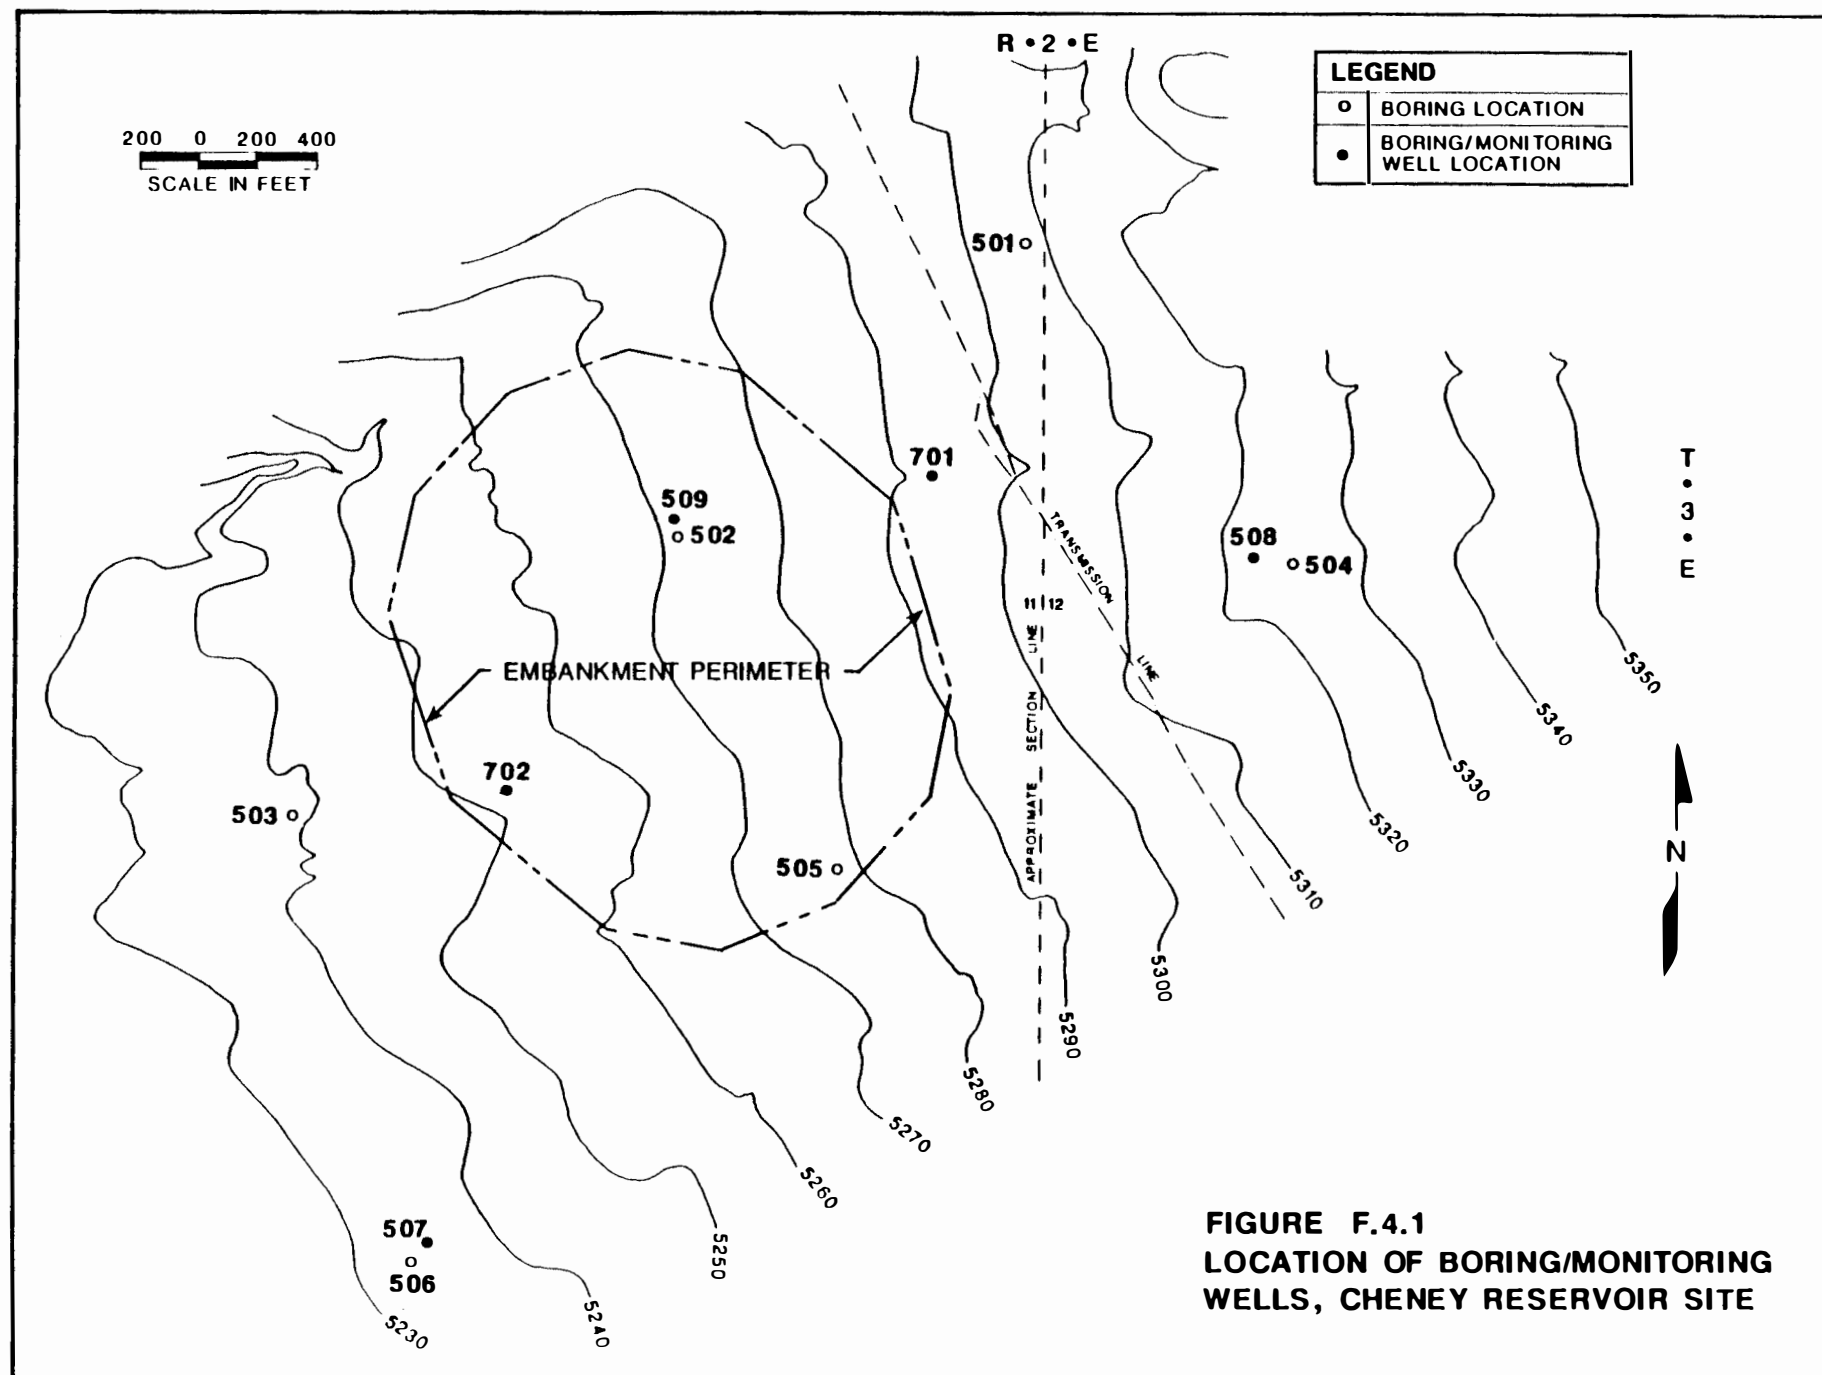 R • 2 • E
LEGEND
BORING LOCATION
BORING/MONITORING
WELL LOCATION
200 0 200 400
SCALE IN FEET
501
701
T • 3 • E
509
502
508
504
TRANSMISSION LINE
11 12
EMBANKMENT PERIMETER
APPROXIMATE SECTION LINE
702
503
505
N
5350
5340
5330
5320
5310
5300
5290
5280
5270
5260
5250
5240
5230
507
506
FIGURE F.4.1
LOCATION OF BORING/MONITORING
WELLS, CHENEY RESERVOIR SITE